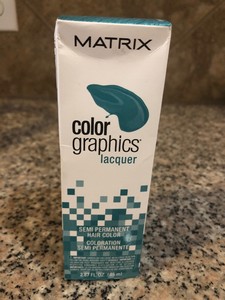 MATRIX
color
graphics
lacquer
SEMI PERMANENT
HAIR COLOR
COLORATION
SEMI PERMANENTE